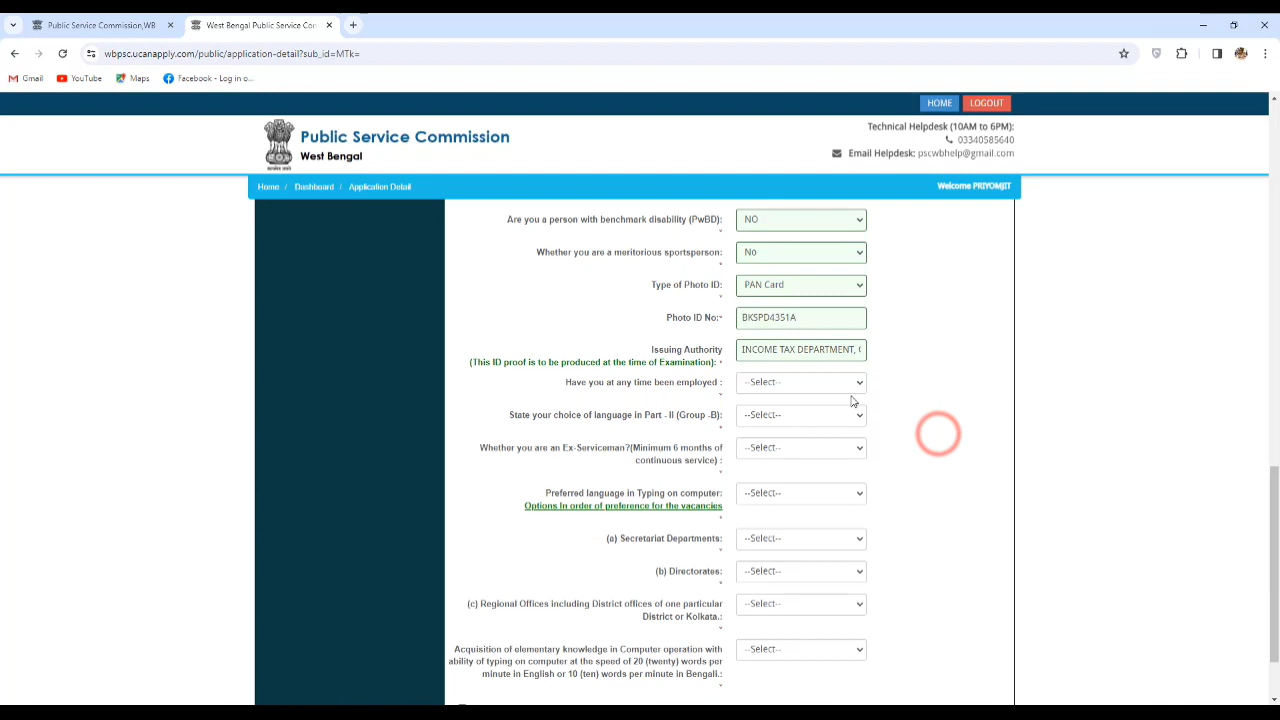 Public Service Commission,WB
West Bengal Public Service Co
wbpsc.ucanapply.com/public/application-detail?sub_id=MTk=
Gmail
YouTube
Maps
Facebook - Log in o...
HOME
LOGOUT
Public Service Commission
West Bengal
Technical Helpdesk (10AM to 6PM):
03340585640
Email Helpdesk: pscwbhelp@gmail.com
Home / Dashboard / Application Detail
Welcome PRIYOMJIT
Are you a person with benchmark disability (PwBD): NO
Whether you are a meritorious sportsperson: No
Type of Photo ID: PAN Card
Photo ID No: BKSPD4351A
Issuing Authority INCOME TAX DEPARTMENT,
(This ID proof is to be produced at the time of Examination):
Have you at any time been employed : --Select--
State your choice of language in Part - II (Group -B): --Select--
Whether you are an Ex-Serviceman?(Minimum 6 months of --Select--
continuous service) :
Preferred language in Typing on computer: --Select--
Options In order of preference for the vacancies
(a) Secretariat Departments: --Select--
(b) Directorates: --Select--
(c) Regional Offices including District offices of one particular --Select--
District or Kolkata.:
Acquisition of elementary knowledge in Computer operation with --Select--
ability of typing on computer at the speed of 20 (twenty) words per
minute in English or 10 (ten) words per minute in Bengali.: